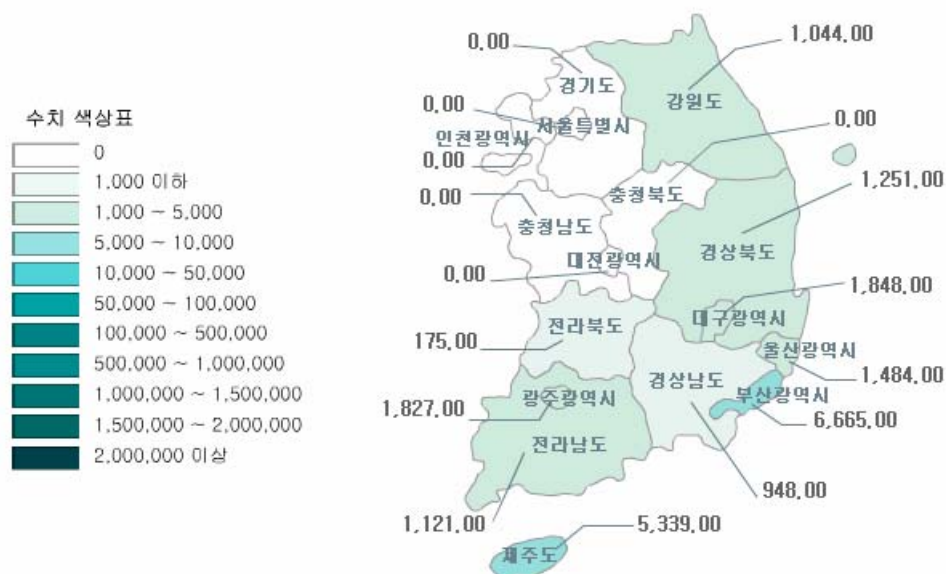 수치 색상표
0
1,000 이하
1,000 ~ 5,000
5,000 ~ 10,000
10,000 ~ 50,000
50,000 ~ 100,000
100,000 ~ 500,000
500,000 ~ 1,000,000
1,000,000 ~ 1,500,000
1,500,000 ~ 2,000,000
2,000,000 이상
0.00
1,044.00
경기도
강원도
0.00
서울특별시
0.00
인천광역시
0.00
1,251.00
0.00
충청북도
충청남도
대전광역시
경상북도
0.00
1,848.00
대구광역시
전라북도
175.00
울산광역시
경상남도
1,484.00
광주광역시
부산광역시
1,827.00
6,665.00
전라남도
948.00
1,121.00
5,339.00
제주도